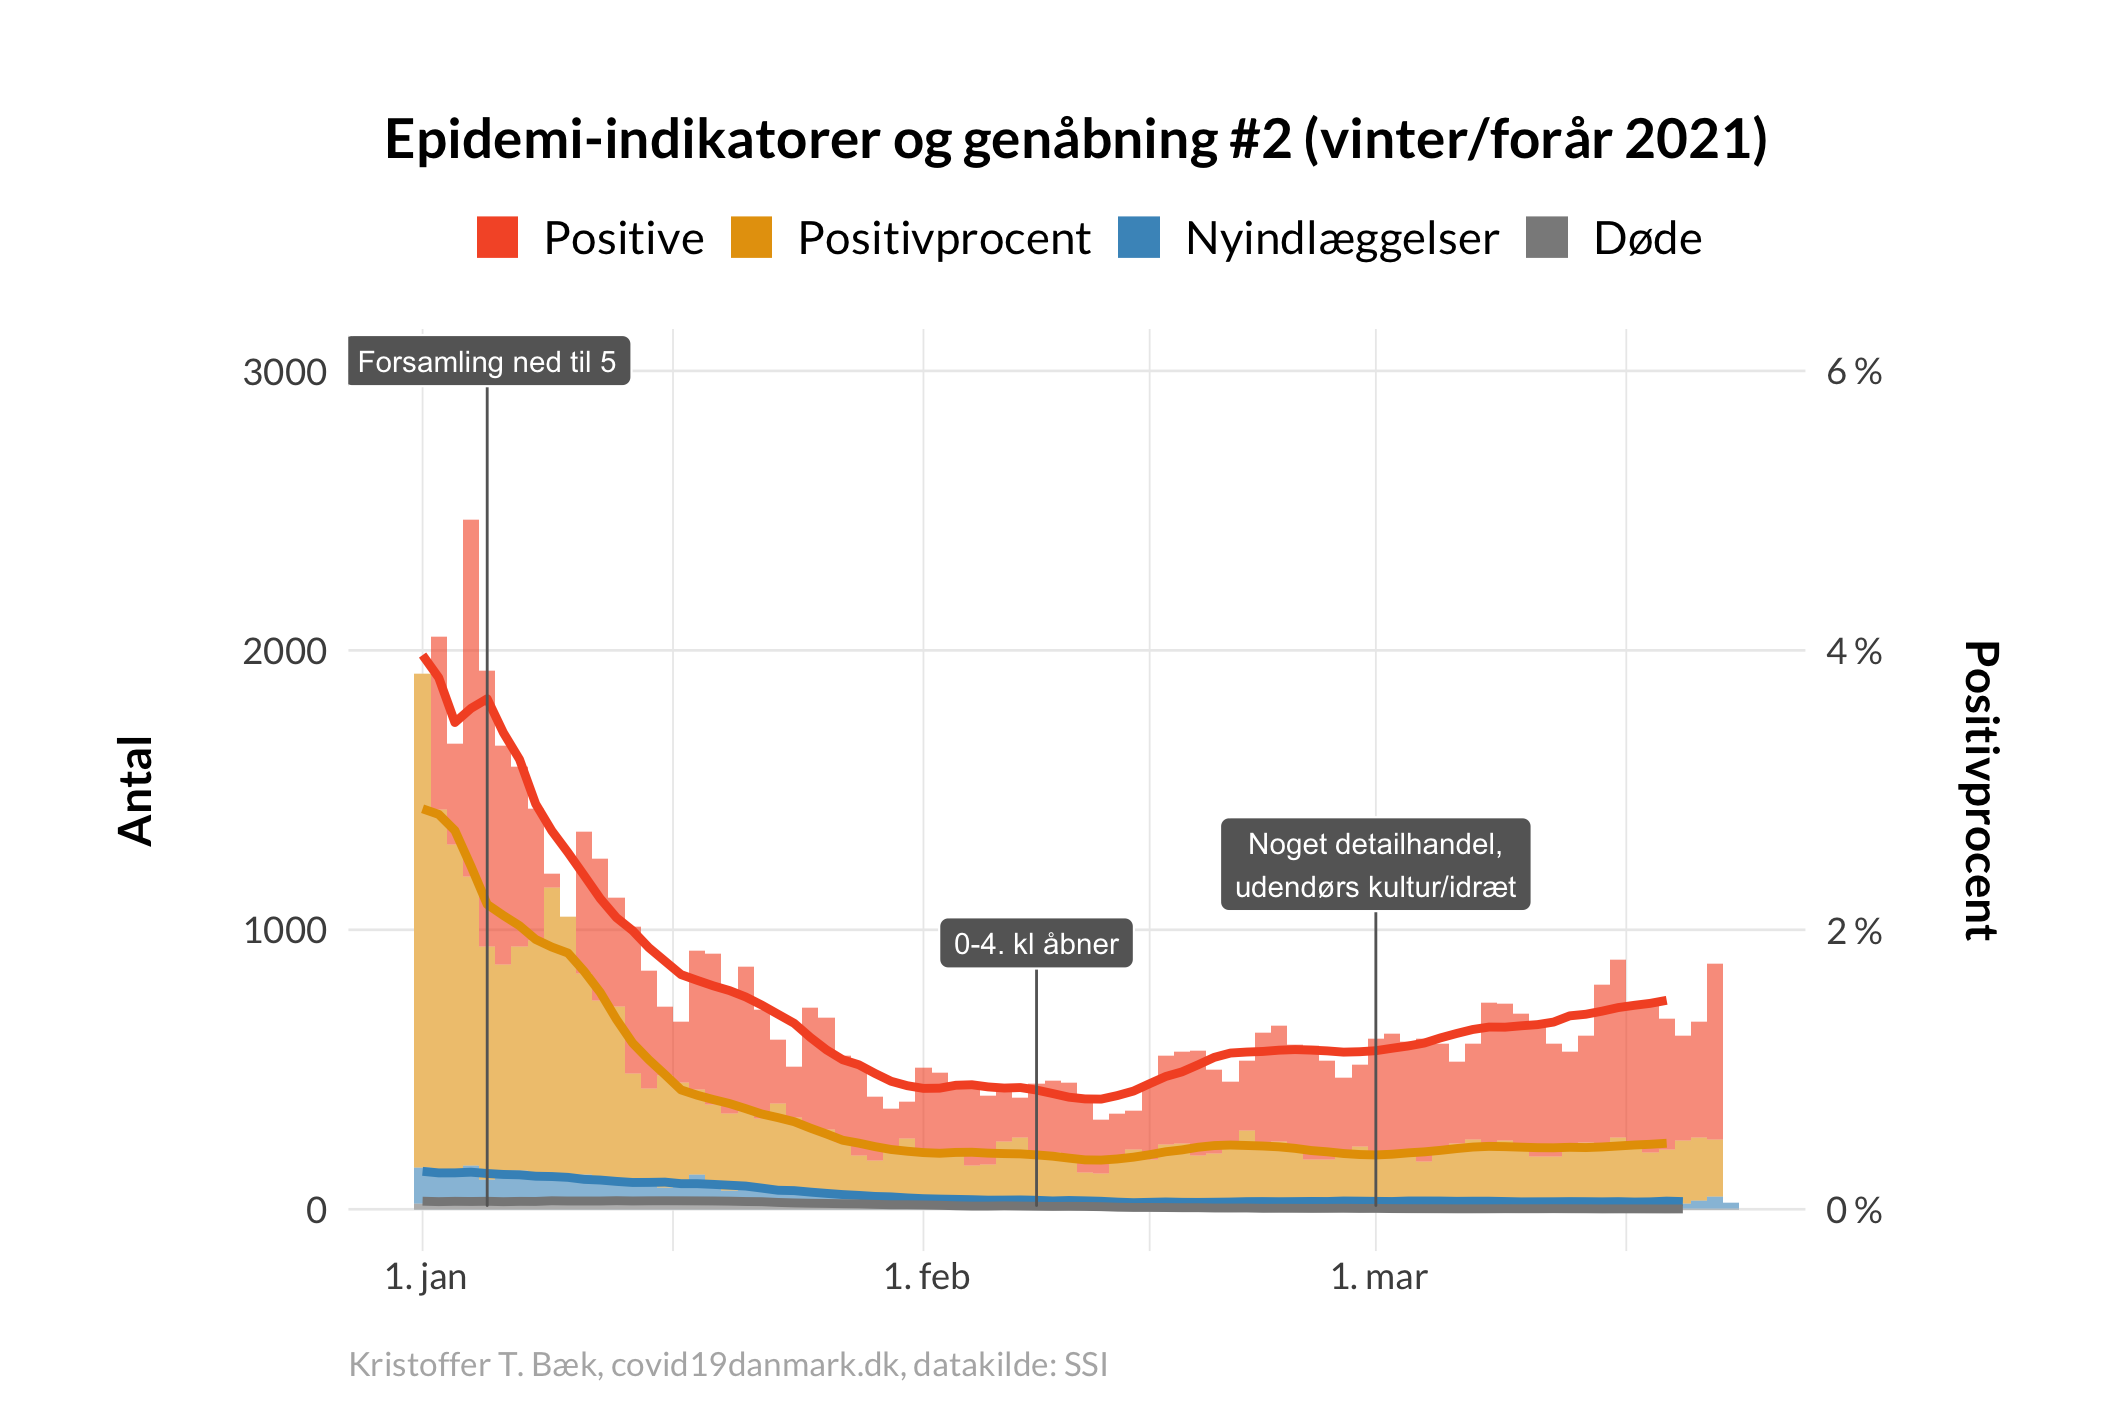 Epidemi-indikatorer og genåbning #2 (vinter/forår 2021)
Positive Positivprocent Nyindlæggelser Døde
Forsamling ned til 5
3000
2000
1000
0
Antal
6 %
4 %
2 %
0 %
Positivprocent
Noget detailhandel,
udendørs kultur/idræt
0-4. kl åbner
1. jan 1. feb 1. mar
Kristoffer T. Bæk, covid19danmark.dk, datakilde: SSI